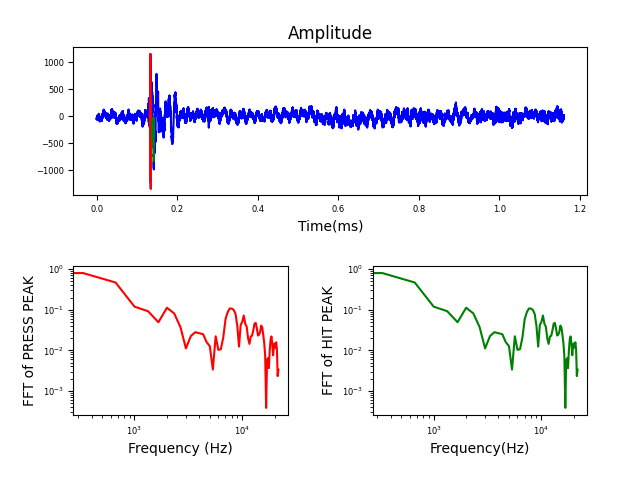 Amplitude
1000
500
0
−500
−1000
0.0 0.2 0.4 0.6 0.8 1.0 1.2
Time(ms)
FFT of PRESS PEAK
10⁰
10⁻¹
10⁻²
10⁻³
10³ 10⁴
Frequency (Hz)
FFT of HIT PEAK
10⁰
10⁻¹
10⁻²
10⁻³
10³ 10⁴
Frequency(Hz)